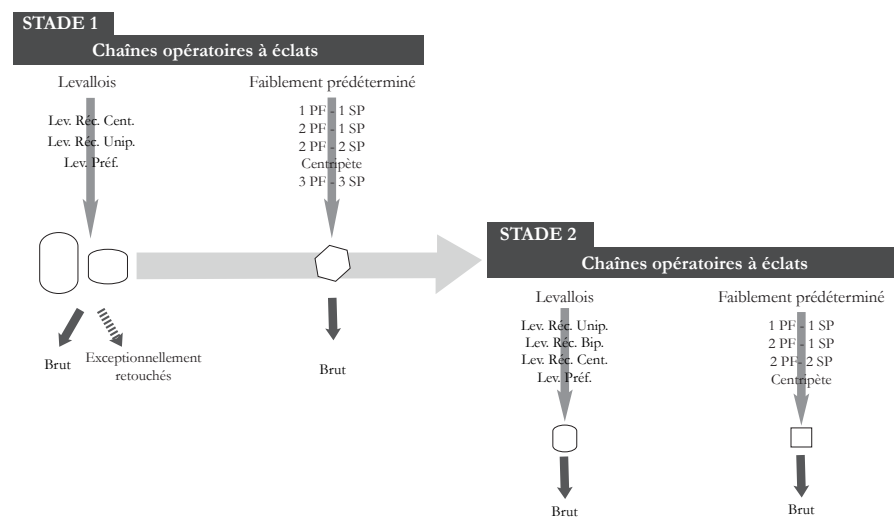 STADE 1
Chaînes opératoires à éclats
Levallois
Lev. Réc. Cent.
Lev. Réc. Unip.
Lev. Préf.
Faiblement prédéterminé
1 PF - 1 SP
2 PF - 1 SP
2 PF - 2 SP
Centripète
3 PF - 3 SP
Brut
Exceptionnellement
retouchés
Brut
STADE 2
Chaînes opératoires à éclats
Levallois
Lev. Réc. Unip.
Lev. Réc. Bip.
Lev. Réc. Cent.
Lev. Préf.
Faiblement prédéterminé
1 PF - 1 SP
2 PF - 1 SP
2 PF- 2 SP
Centripète
Brut
Brut